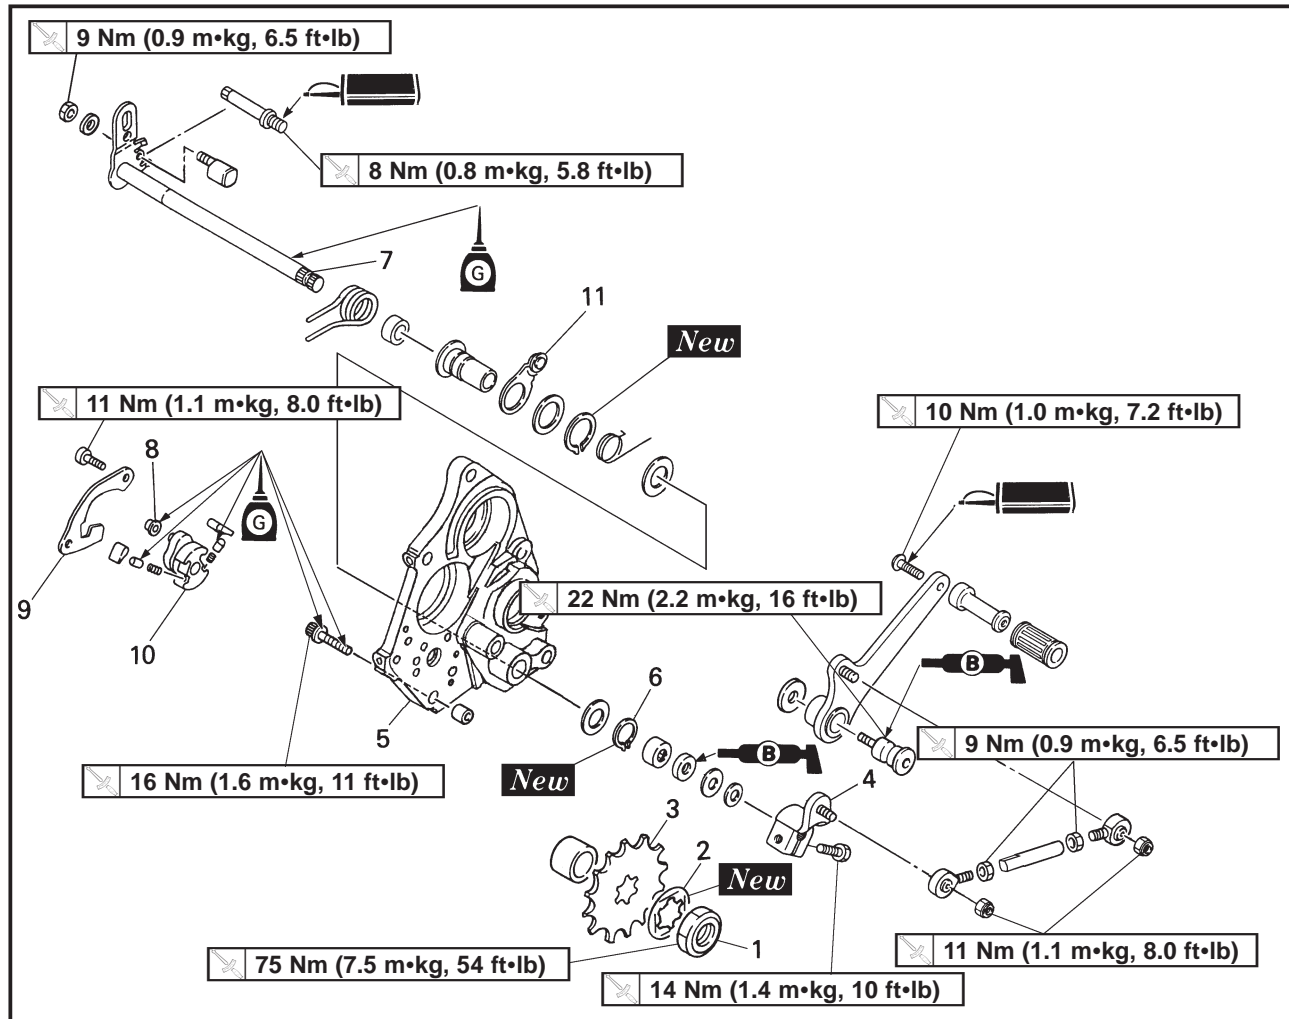 9 Nm (0.9 m•kg, 6.5 ft•lb)
8 Nm (0.8 m•kg, 5.8 ft•lb)
G
7
11
New
11 Nm (1.1 m•kg, 8.0 ft•lb)
10 Nm (1.0 m•kg, 7.2 ft•lb)
8
G
9
10
22 Nm (2.2 m•kg, 16 ft•lb)
B
5
6
9 Nm (0.9 m•kg, 6.5 ft•lb)
B
16 Nm (1.6 m•kg, 11 ft•lb)
New
4
3
2
New
1
11 Nm (1.1 m•kg, 8.0 ft•lb)
75 Nm (7.5 m•kg, 54 ft•lb)
14 Nm (1.4 m•kg, 10 ft•lb)